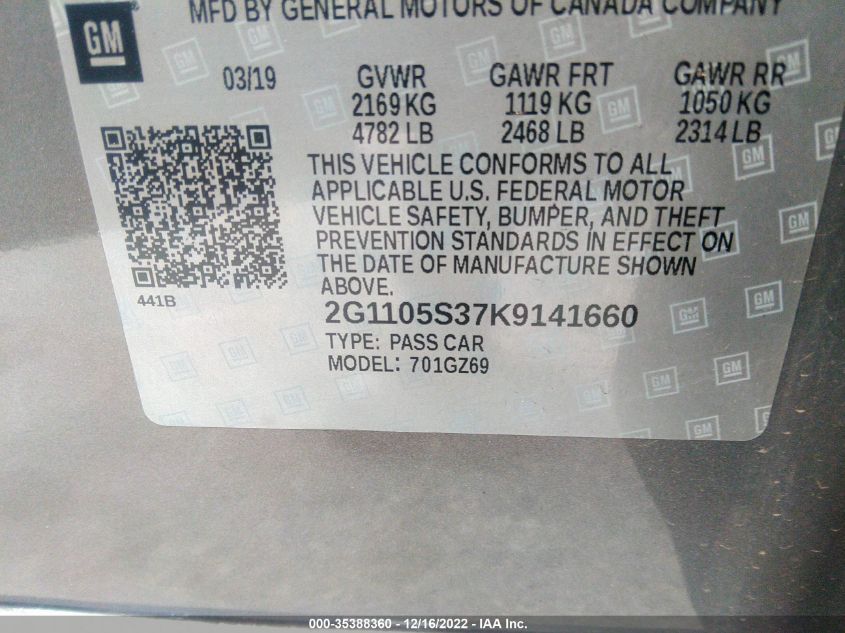 MFD BY GENERAL MOTORS OF CANADA COMPANY
GM
03/19 GVWR GAWR FRT GAWR RR
2169 KG 1119 KG 1050 KG
4782 LB 2468 LB 2314 LB
THIS VEHICLE CONFORMS TO ALL
APPLICABLE U.S. FEDERAL MOTOR
VEHICLE SAFETY, BUMPER, AND THEFT
PREVENTION STANDARDS IN EFFECT ON
THE DATE OF MANUFACTURE SHOWN
ABOVE.
441B
2G1105S37K9141660
TYPE: PASS CAR
MODEL: 701GZ69
000-35388360 - 12/16/2022 - IAA Inc.